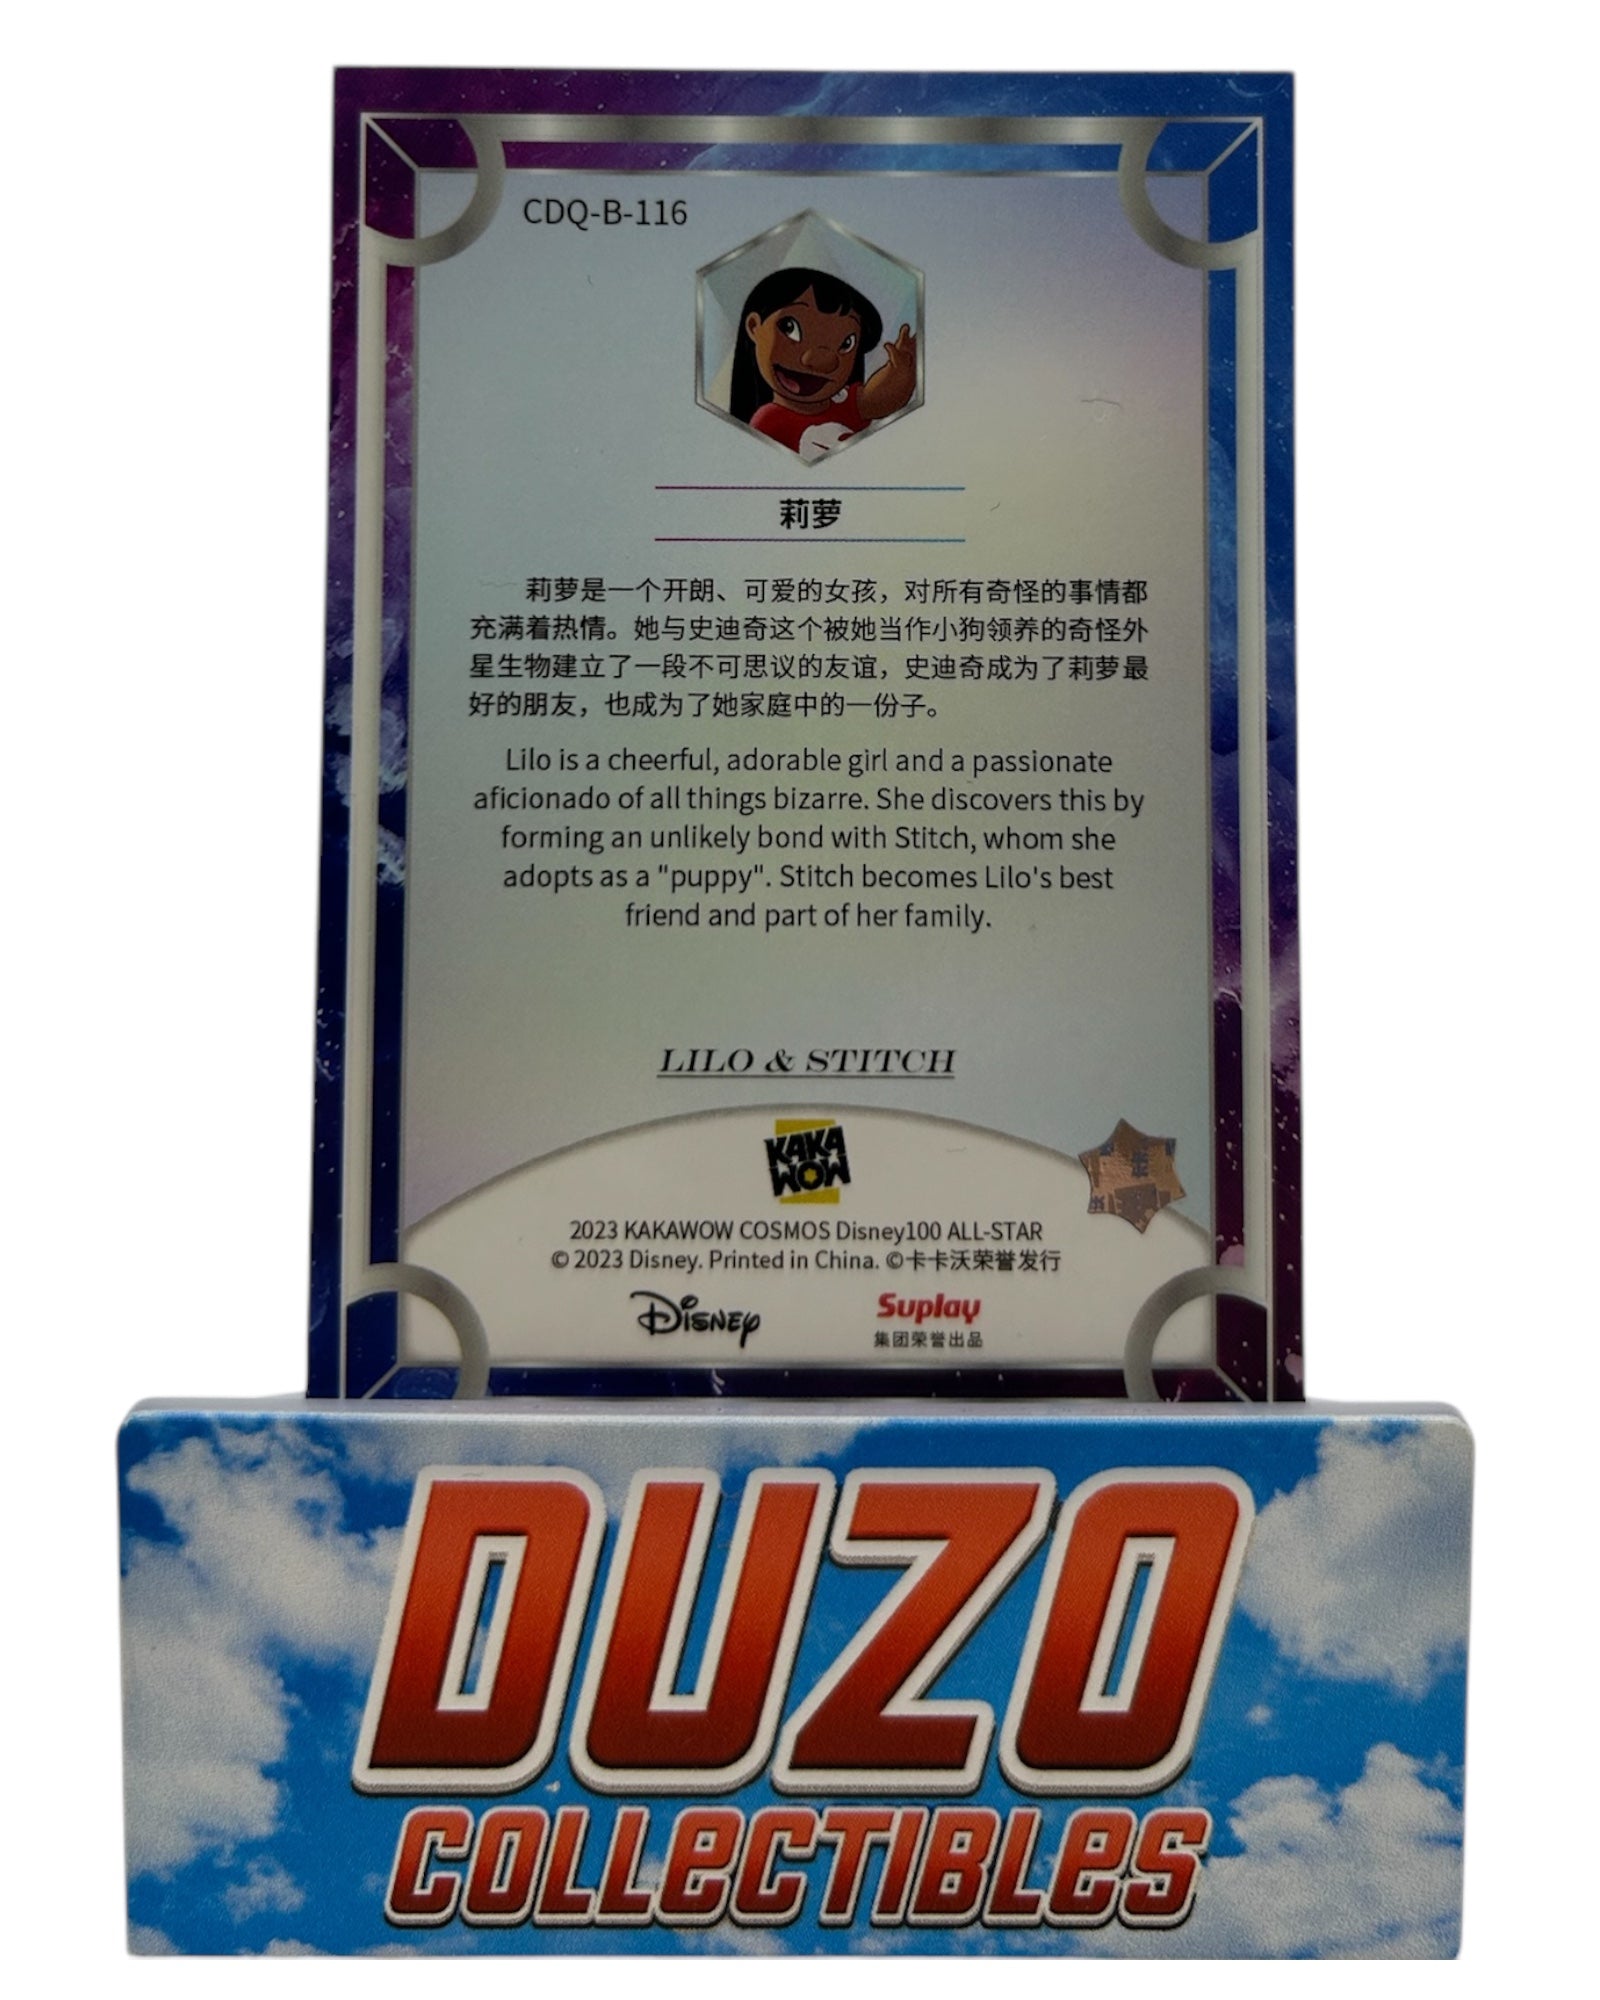 CDQ-B-116
莉萝
莉萝是一个开朗、可爱的女孩，对所有奇怪的事情都
充满着热情。她与史迪奇这个被她当作小狗领养的奇怪外
星生物建立了一段不可思议的友谊，史迪奇成为了莉萝最
好的朋友，也成为了她家庭中的一份子。
Lilo is a cheerful, adorable girl and a passionate
aficionado of all things bizarre. She discovers this by
forming an unlikely bond with Stitch, whom she
adopts as a "puppy". Stitch becomes Lilo's best
friend and part of her family.
LILO & STITCH
KAKA
WOW
2023 KAKAWOW COSMOS Disney100 ALL-STAR
© 2023 Disney. Printed in China. ©卡卡沃荣誉发行
Disney
Suplay
集团荣誉出品
DUZO
COLLeCTIBLeS